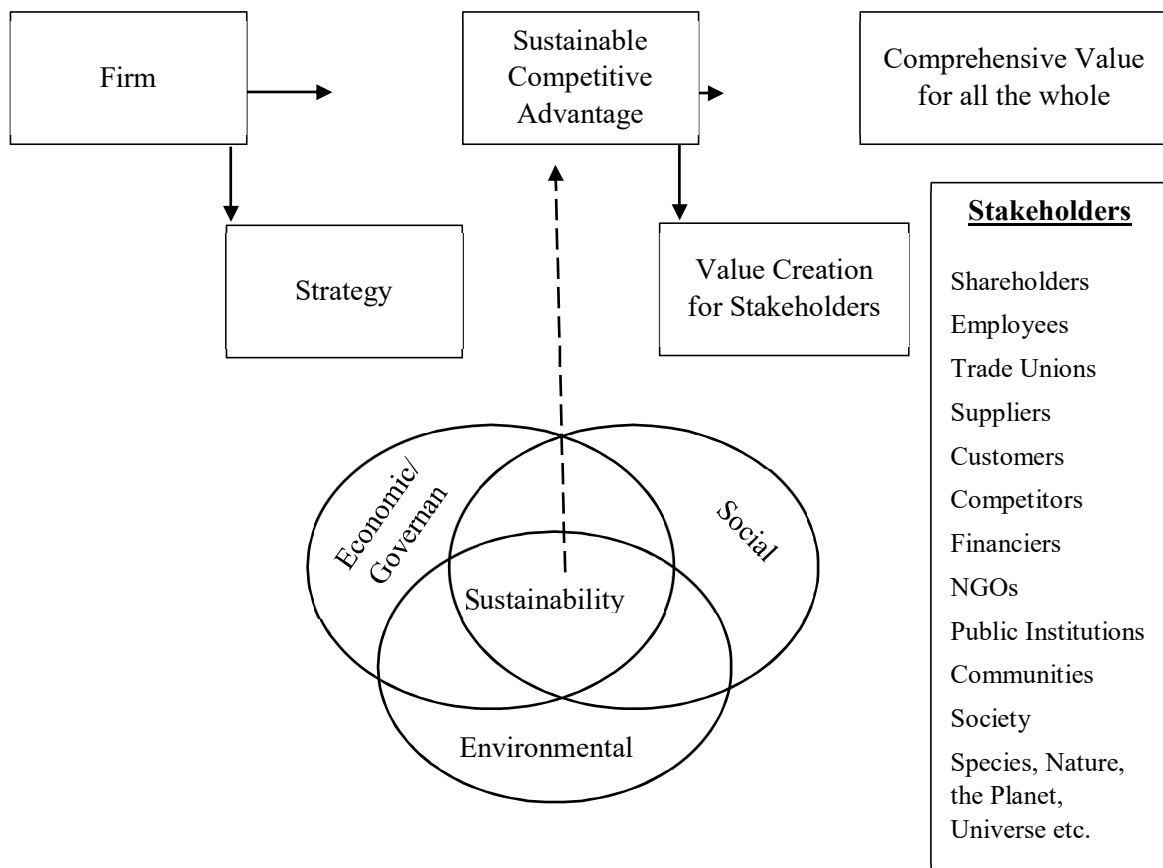 Firm
Sustainable
Competitive
Advantage
Comprehensive Value
for all the whole
Strategy
Value Creation
for Stakeholders
Stakeholders
Shareholders
Employees
Trade Unions
Suppliers
Customers
Competitors
Financiers
NGOs
Public Institutions
Communities
Society
Species, Nature,
the Planet,
Universe etc.
Economic/
Governan
Social
Sustainability
Environmental